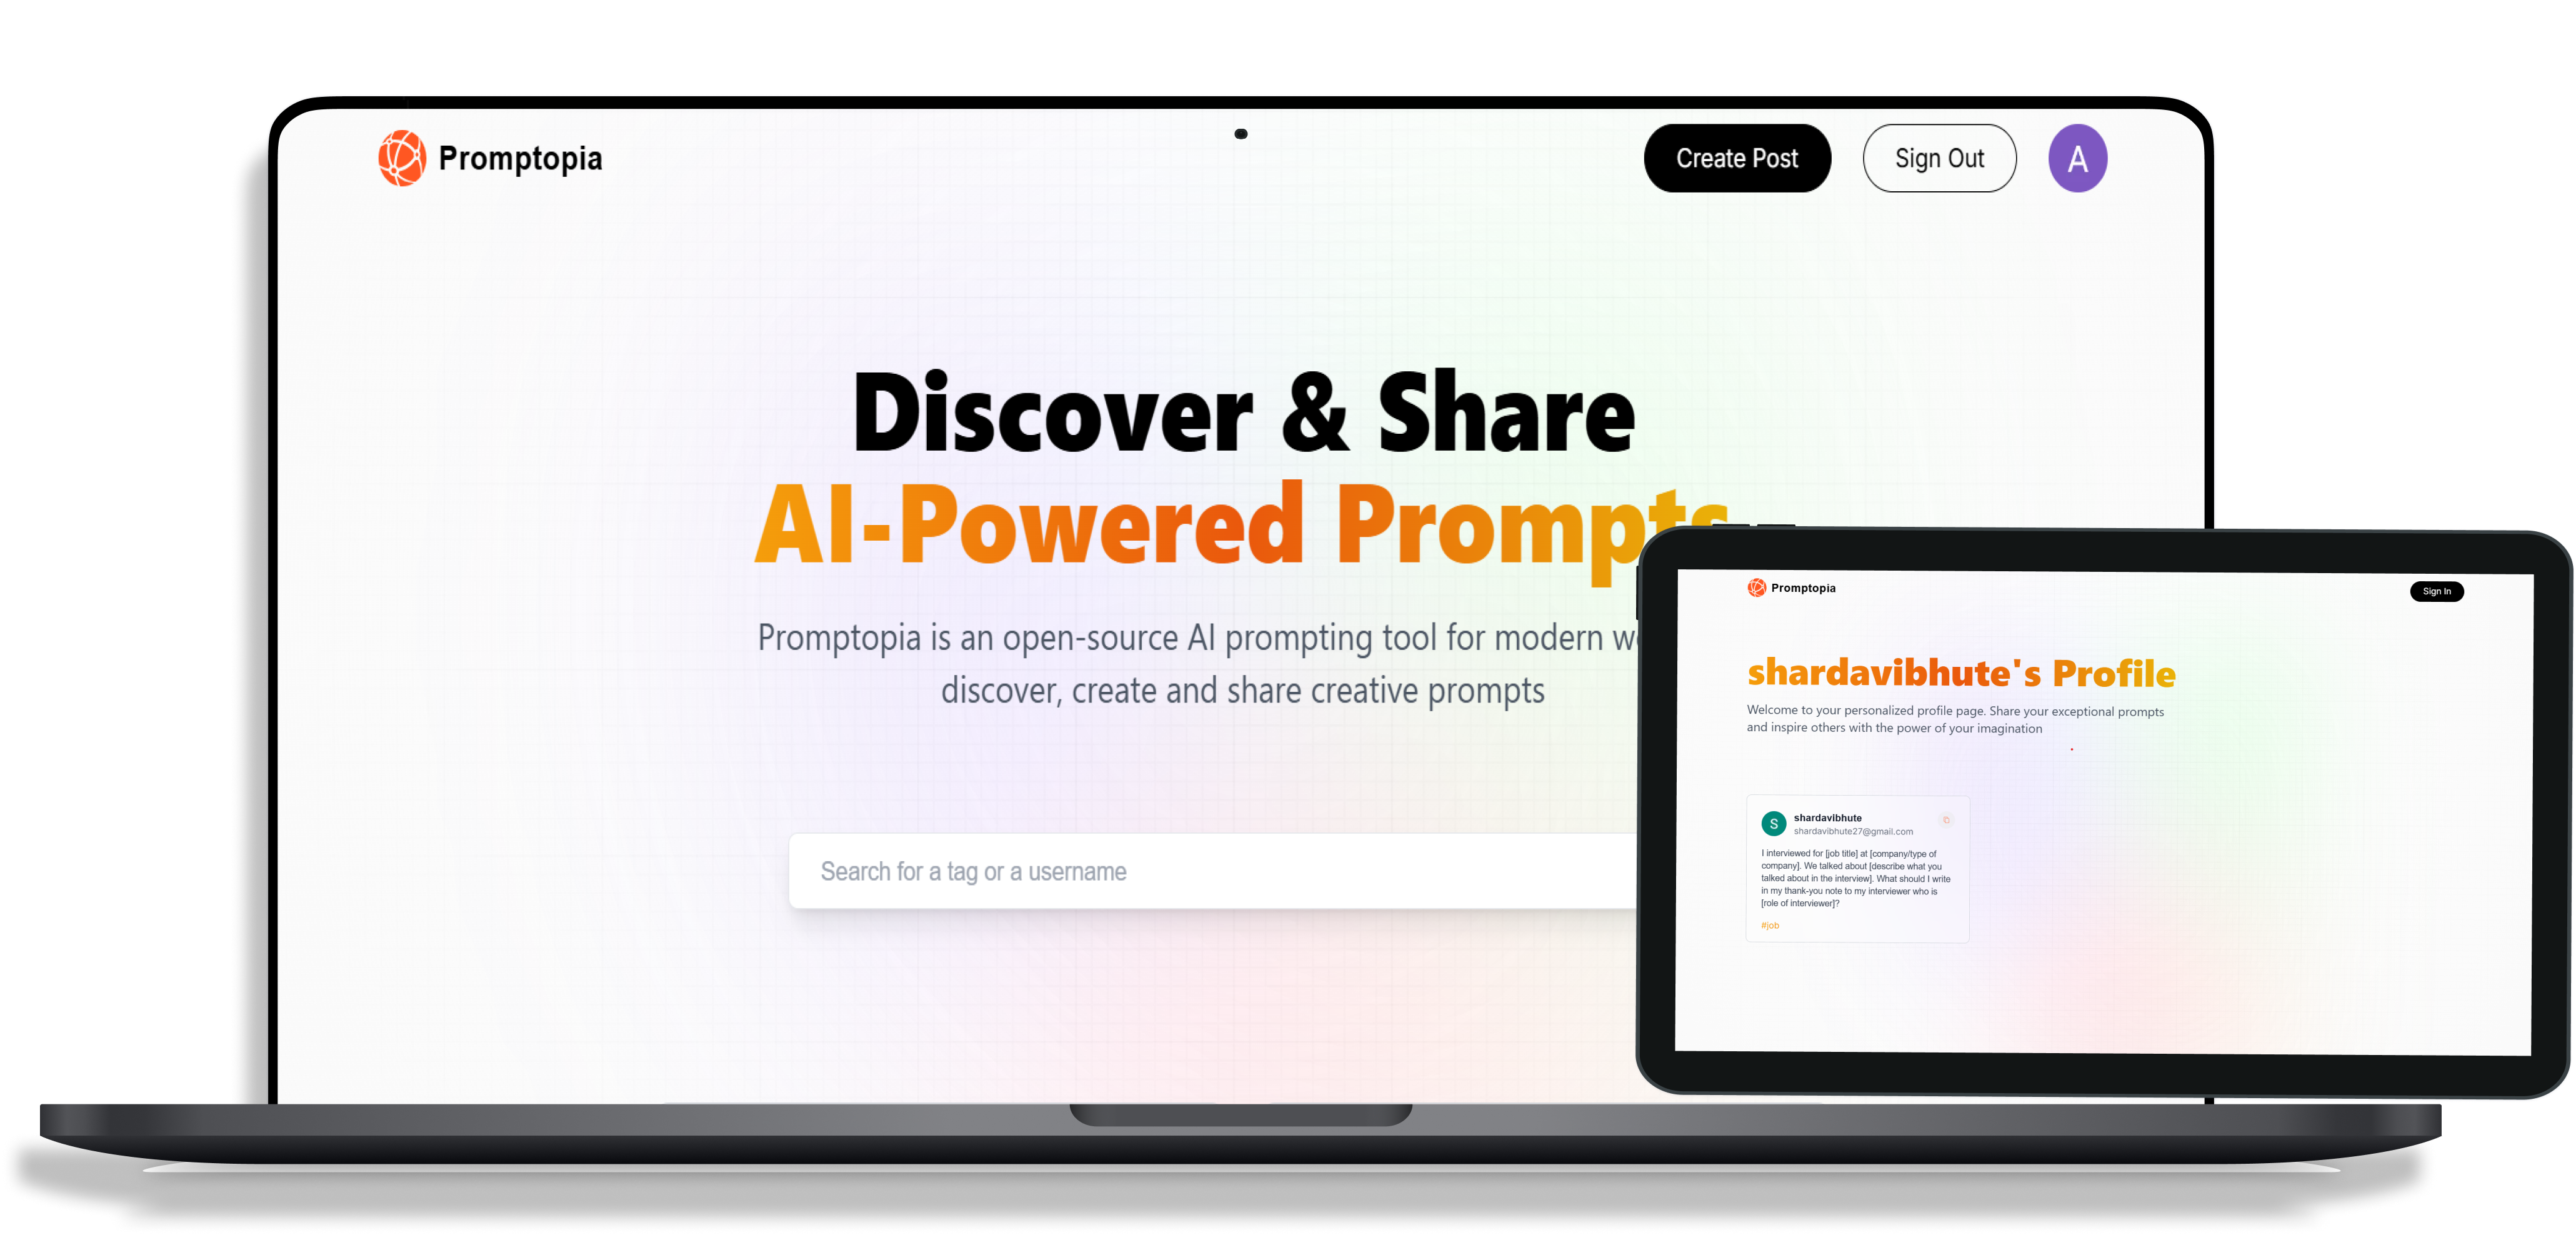 Promptopia
Create Post
Sign Out
A
Discover & Share
AI-Powered Prompts
Promptopia is an open-source AI prompting tool for modern
discover, create and share creative prompts
Search for a tag or a username
Promptopia
Sign In
shardavibhute's Profile
Welcome to your personalized profile page. Share your exceptional prompts
and inspire others with the power of your imagination
S
shardavibhute
shardavibhute27@gmail.com
I interviewed for [job title] at [company/type of
company]. We talked about [describe what you
talked about in the interview]. What should I write
in my thank-you note to my interviewer who is
[role of interviewer]?
#job